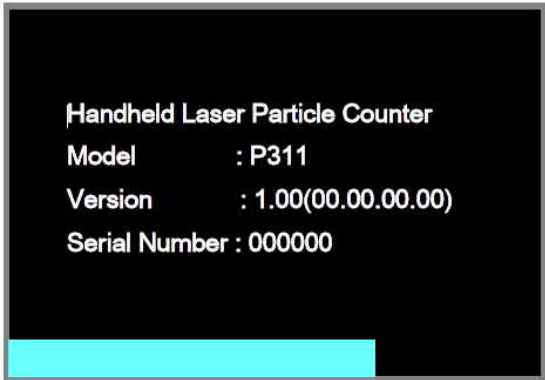 Handheld Laser Particle Counter
Model : P311
Version : 1.00(00.00.00.00)
Serial Number : 000000